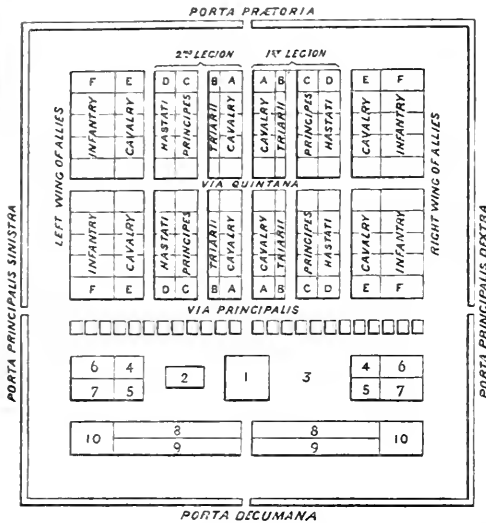 PORTA PRÆTORIA
2ND LEGION 1ST LEGION
F E D C B A A B C D E F
LEFT WING OF ALLIES
INFANTRY CAVALRY HASTATI PRINCIPES TRIARII CAVALRY CAVALRY TRIARII PRINCIPES HASTATI CAVALRY INFANTRY
RIGHT WING OF ALLIES
VIA QUINTANA
INFANTRY CAVALRY HASTATI PRINCIPES TRIARII CAVALRY CAVALRY TRIARII PRINCIPES HASTATI CAVALRY INFANTRY
F E D C B A A B C D E F
PORTA PRINCIPALIS SINISTRA
VIA PRINCIPALIS
PORTA PRINCIPALIS DEXTRA
6 4 2 1 3 4 6
7 5 5 7
10 8 8 10
9 9
PORTA DECUMANA